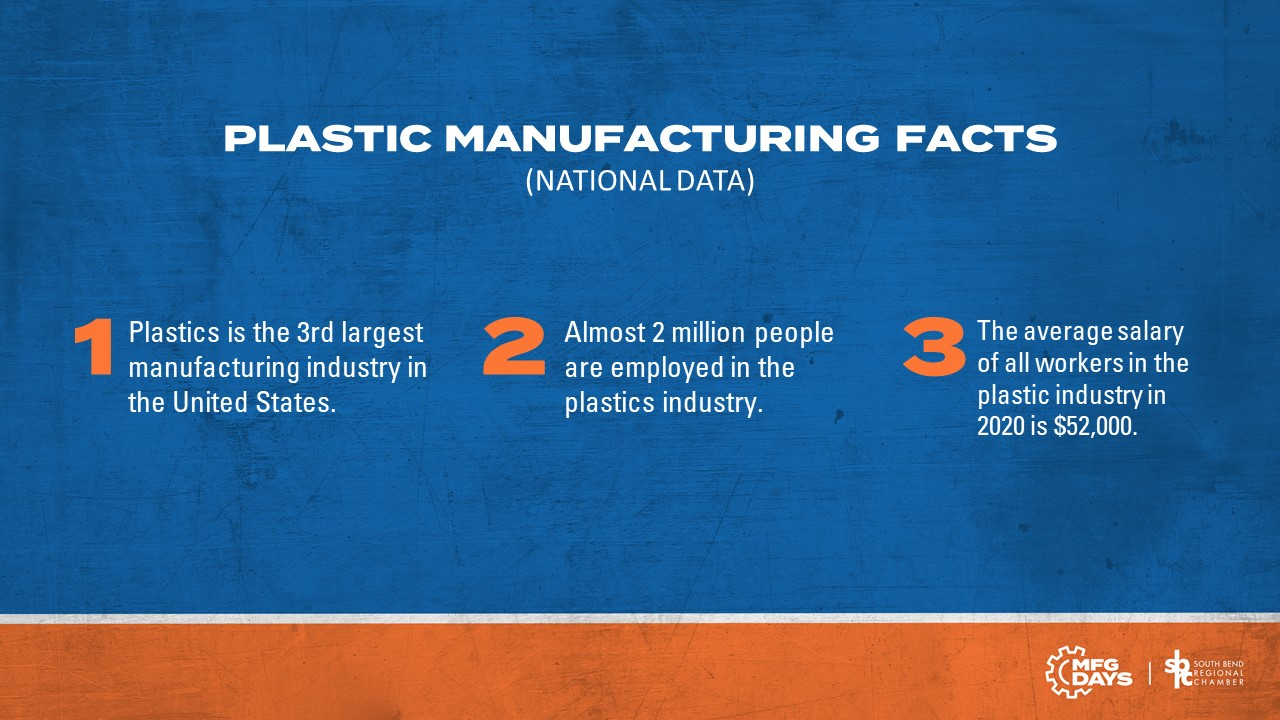 PLASTIC MANUFACTURING FACTS
(NATIONAL DATA)
1
Plastics is the 3rd largest
manufacturing industry in
the United States.
2
Almost 2 million people
are employed in the
plastics industry.
3
The average salary
of all workers in the
plastic industry in
2020 is $52,000.
MFG
DAYS
sbrc
SOUTH BEND
REGIONAL
CHAMBER